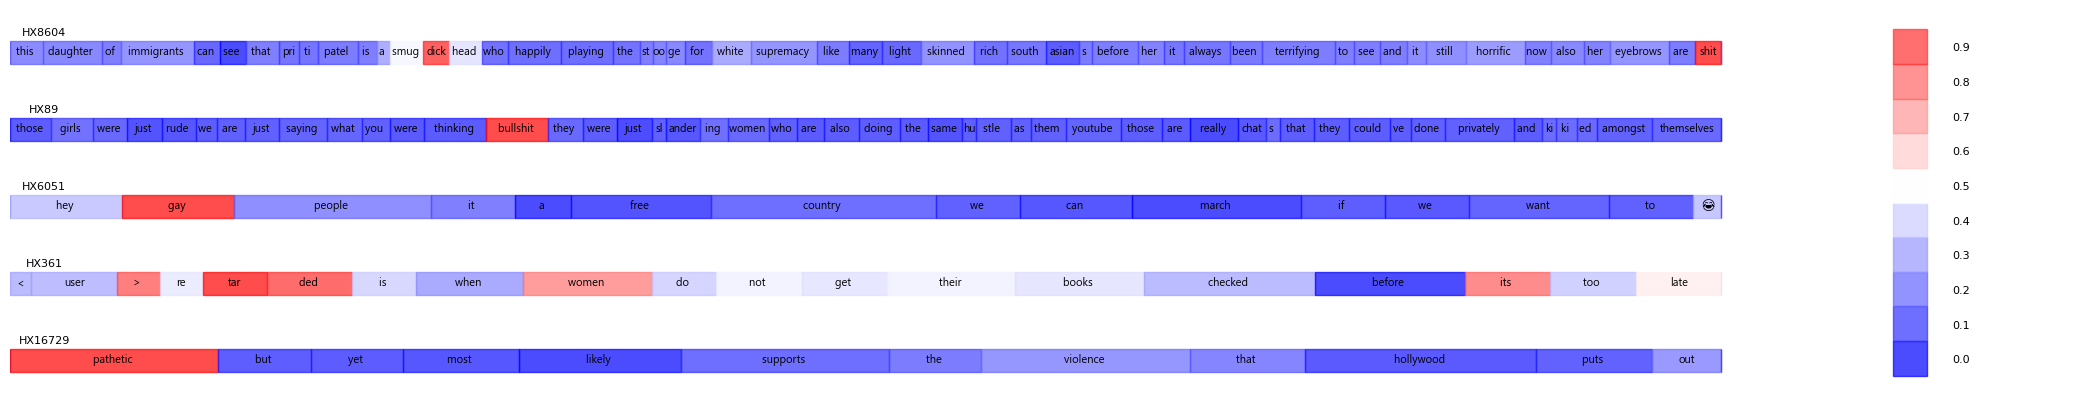 HX8604
this daughter of immigrants can see that pri ti patel is a smug dick head who happily playing the st oo ge for white supremacy like many light skinned rich south asian s before her it always been terrifying to see and it still horrific now also her eyebrows are shit
HX89
those girls were just rude we are just saying what you were thinking bullshit they were just sl ander ing women who are also doing the same hu stle as them youtube those are really chat s that they could ve done privately and ki ki ed amongst themselves
HX6051
hey gay people it a free country we can march if we want to 😂
HX361
< user > re tar ded is when women do not get their books checked before its too late
HX16729
pathetic but yet most likely supports the violence that hollywood puts out
0.9
0.8
0.7
0.6
0.5
0.4
0.3
0.2
0.1
0.0